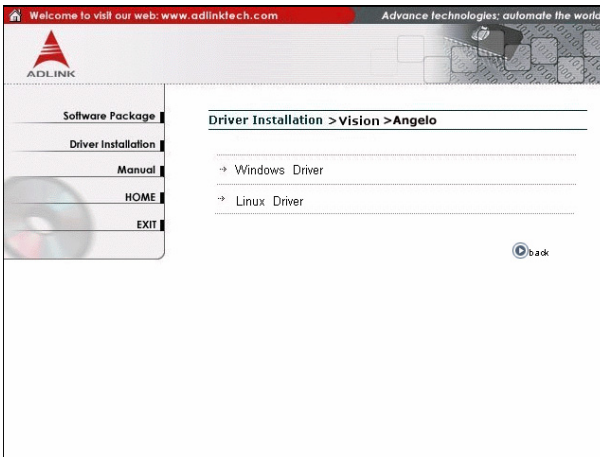 Welcome to visit our web: www.adlinktech.com
Advance technologies; automate the world
ADLINK
Software Package
Driver Installation
Manual
HOME
EXIT
Driver Installation >Vision >Angelo
Windows Driver
Linux Driver
back